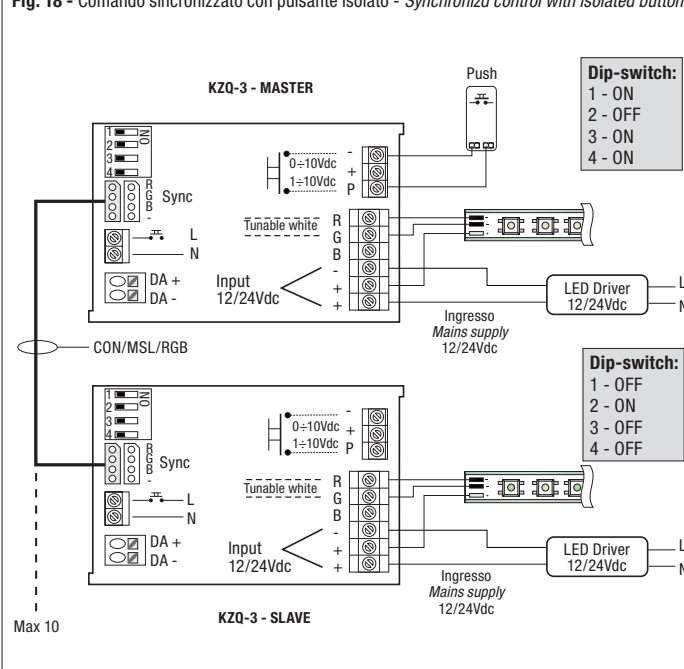 Fig. 18 - Comando sincronizzato con pulsante isolato - Synchronizd control with isolated button
KZQ-3 - MASTER
Push
Dip-switch:
1 - ON
2 - OFF
3 - ON
4 - ON
1
2
3
4
NO
R
G
B
-
Sync
L
N
DA +
DA -
0÷10Vdc
1÷10Vdc
-
+
P
Tunable white
R
G
B
-
+
+
Input
12/24Vdc
- 
-
+
Ingresso
Mains supply
12/24Vdc
LED Driver
12/24Vdc
L
N
CON/MSL/RGB
Dip-switch:
1 - OFF
2 - ON
3 - OFF
4 - OFF
1
2
3
4
NO
R
G
B
-
Sync
L
N
DA +
DA -
0÷10Vdc
1÷10Vdc
-
+
P
Tunable white
R
G
B
-
+
+
Input
12/24Vdc
-
-
+
Ingresso
Mains supply
12/24Vdc
LED Driver
12/24Vdc
L
N
KZQ-3 - SLAVE
Max 10